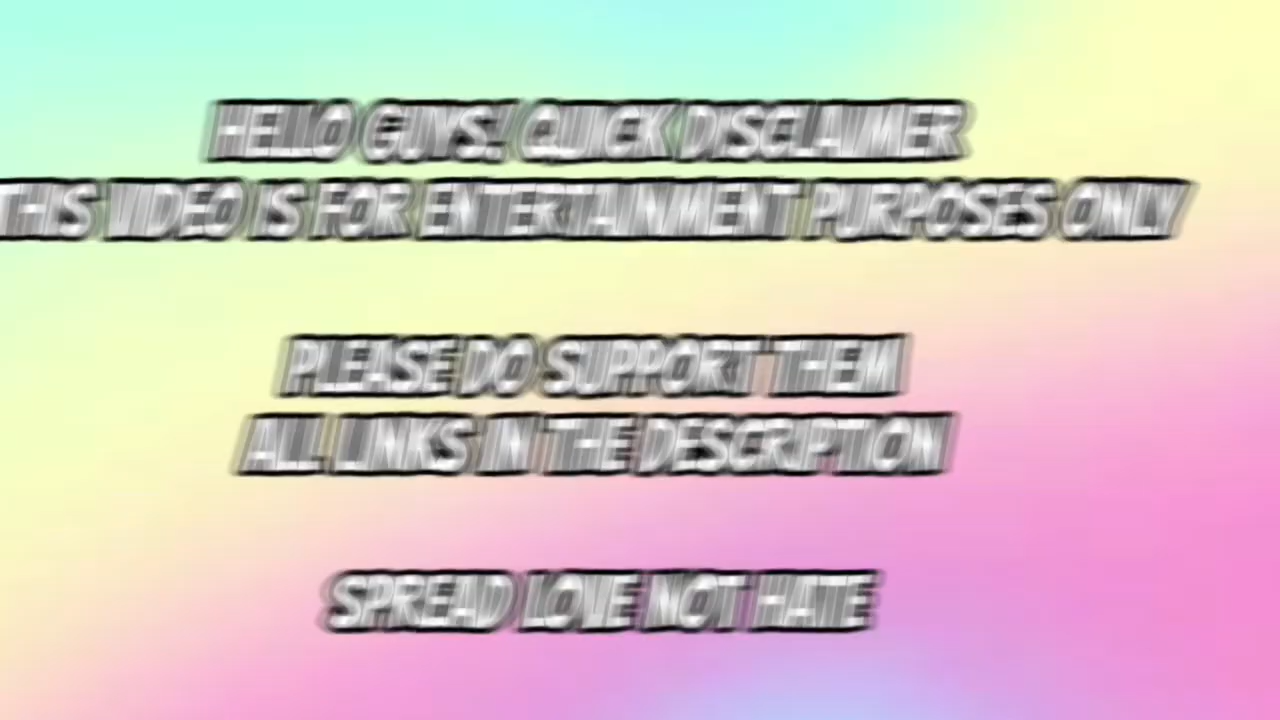 HELLO GUYS! QUICK DISCLAIMER
THIS VIDEO IS FOR ENTERTAINMENT PURPOSES ONLY
PLEASE DO SUPPORT THEM
ALL LINKS IN THE DESCRIPTION
SPREAD LOVE NOT HATE